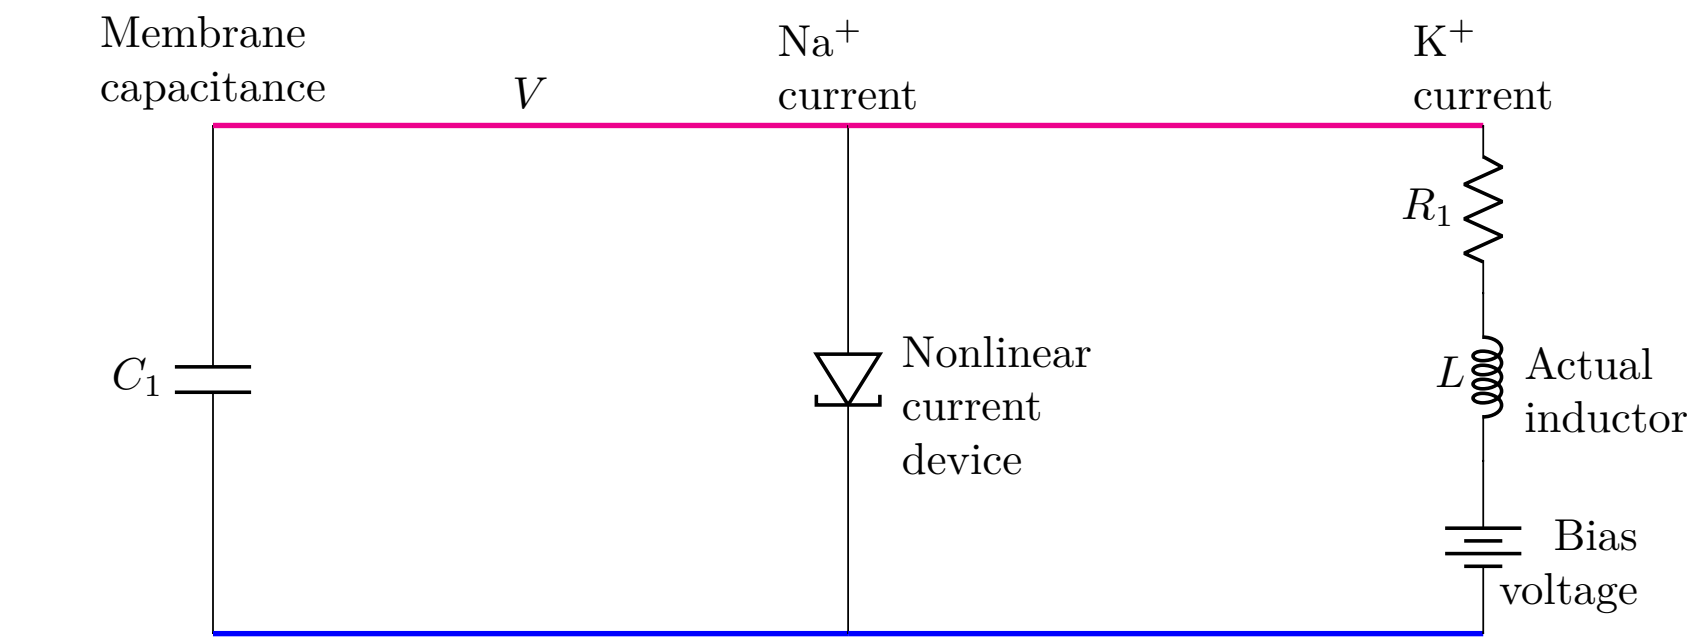 Membrane
capacitance
V
Na⁺
current
K⁺
current
R₁
C₁
Nonlinear
current
device
L
Actual
inductor
Bias
voltage